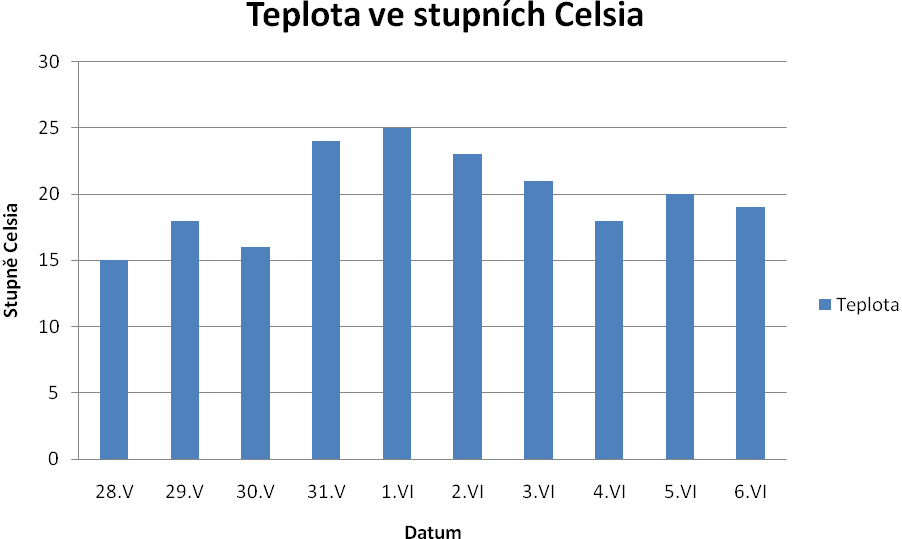 Teplota ve stupních Celsia
30
25
20
15
10
5
0
Stupně Celsia
28.V 29.V 30.V 31.V 1.VI 2.VI 3.VI 4.VI 5.VI 6.VI
Datum
Teplota